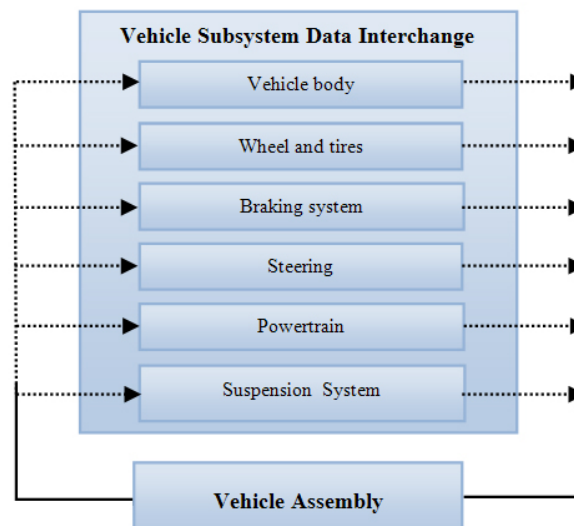 Vehicle Subsystem Data Interchange
Vehicle body
Wheel and tires
Braking system
Steering
Powertrain
Suspension System
Vehicle Assembly